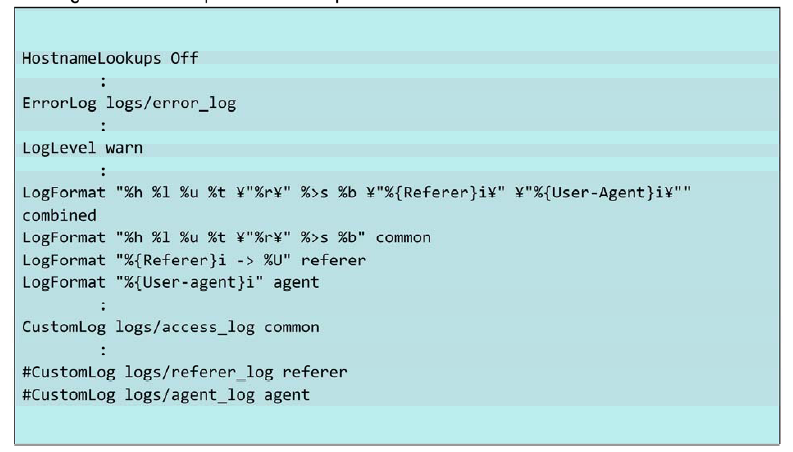 HostnameLookups Off
:
ErrorLog logs/error_log
:
LogLevel warn
:
LogFormat "%h %l %u %t ¥"%r¥" %>s %b ¥"%{Referer}i¥" ¥"%{User-Agent}i¥""
combined
LogFormat "%h %l %u %t ¥"%r¥" %>s %b" common
LogFormat "%{Referer}i -> %U" referer
LogFormat "%{User-agent}i" agent
:
CustomLog logs/access_log common
:
#CustomLog logs/referer_log referer
#CustomLog logs/agent_log agent